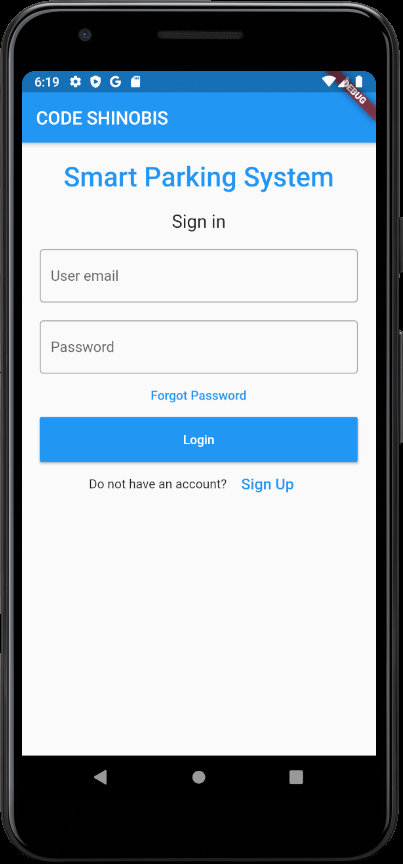 6:19
DEBUG
CODE SHINOBIS
Smart Parking System
Sign in
User email
Password
Forgot Password
Login
Do not have an account? Sign Up